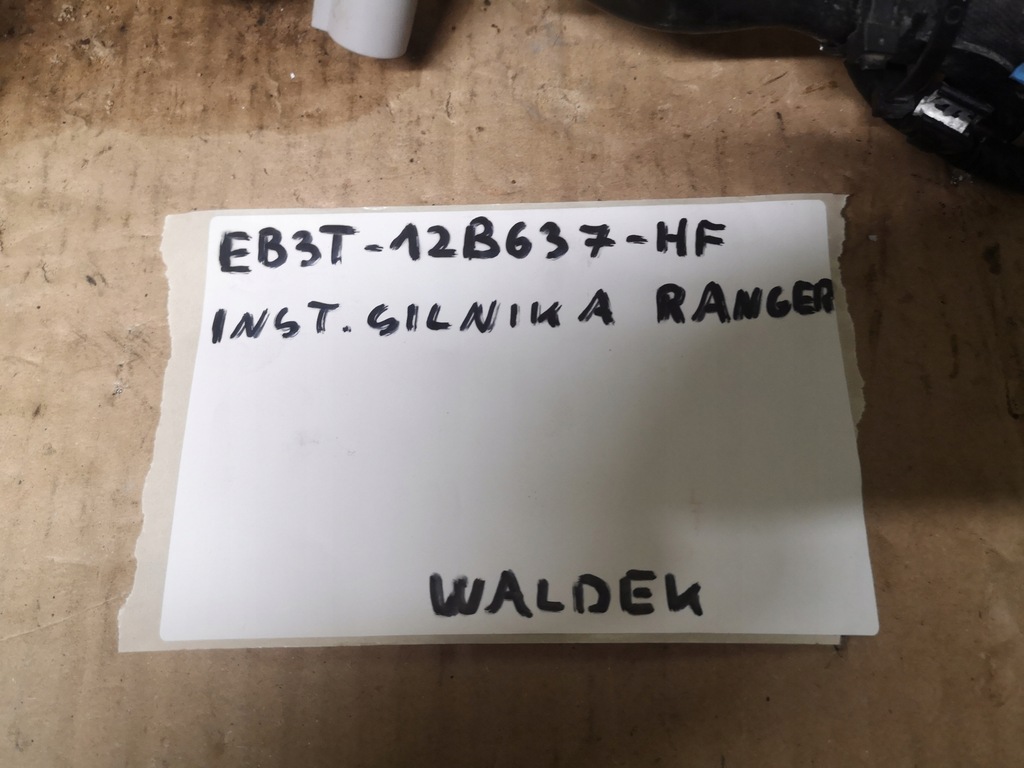 EB3T-12B637-HF
INST. SILNIKA RANGER
WALDEK